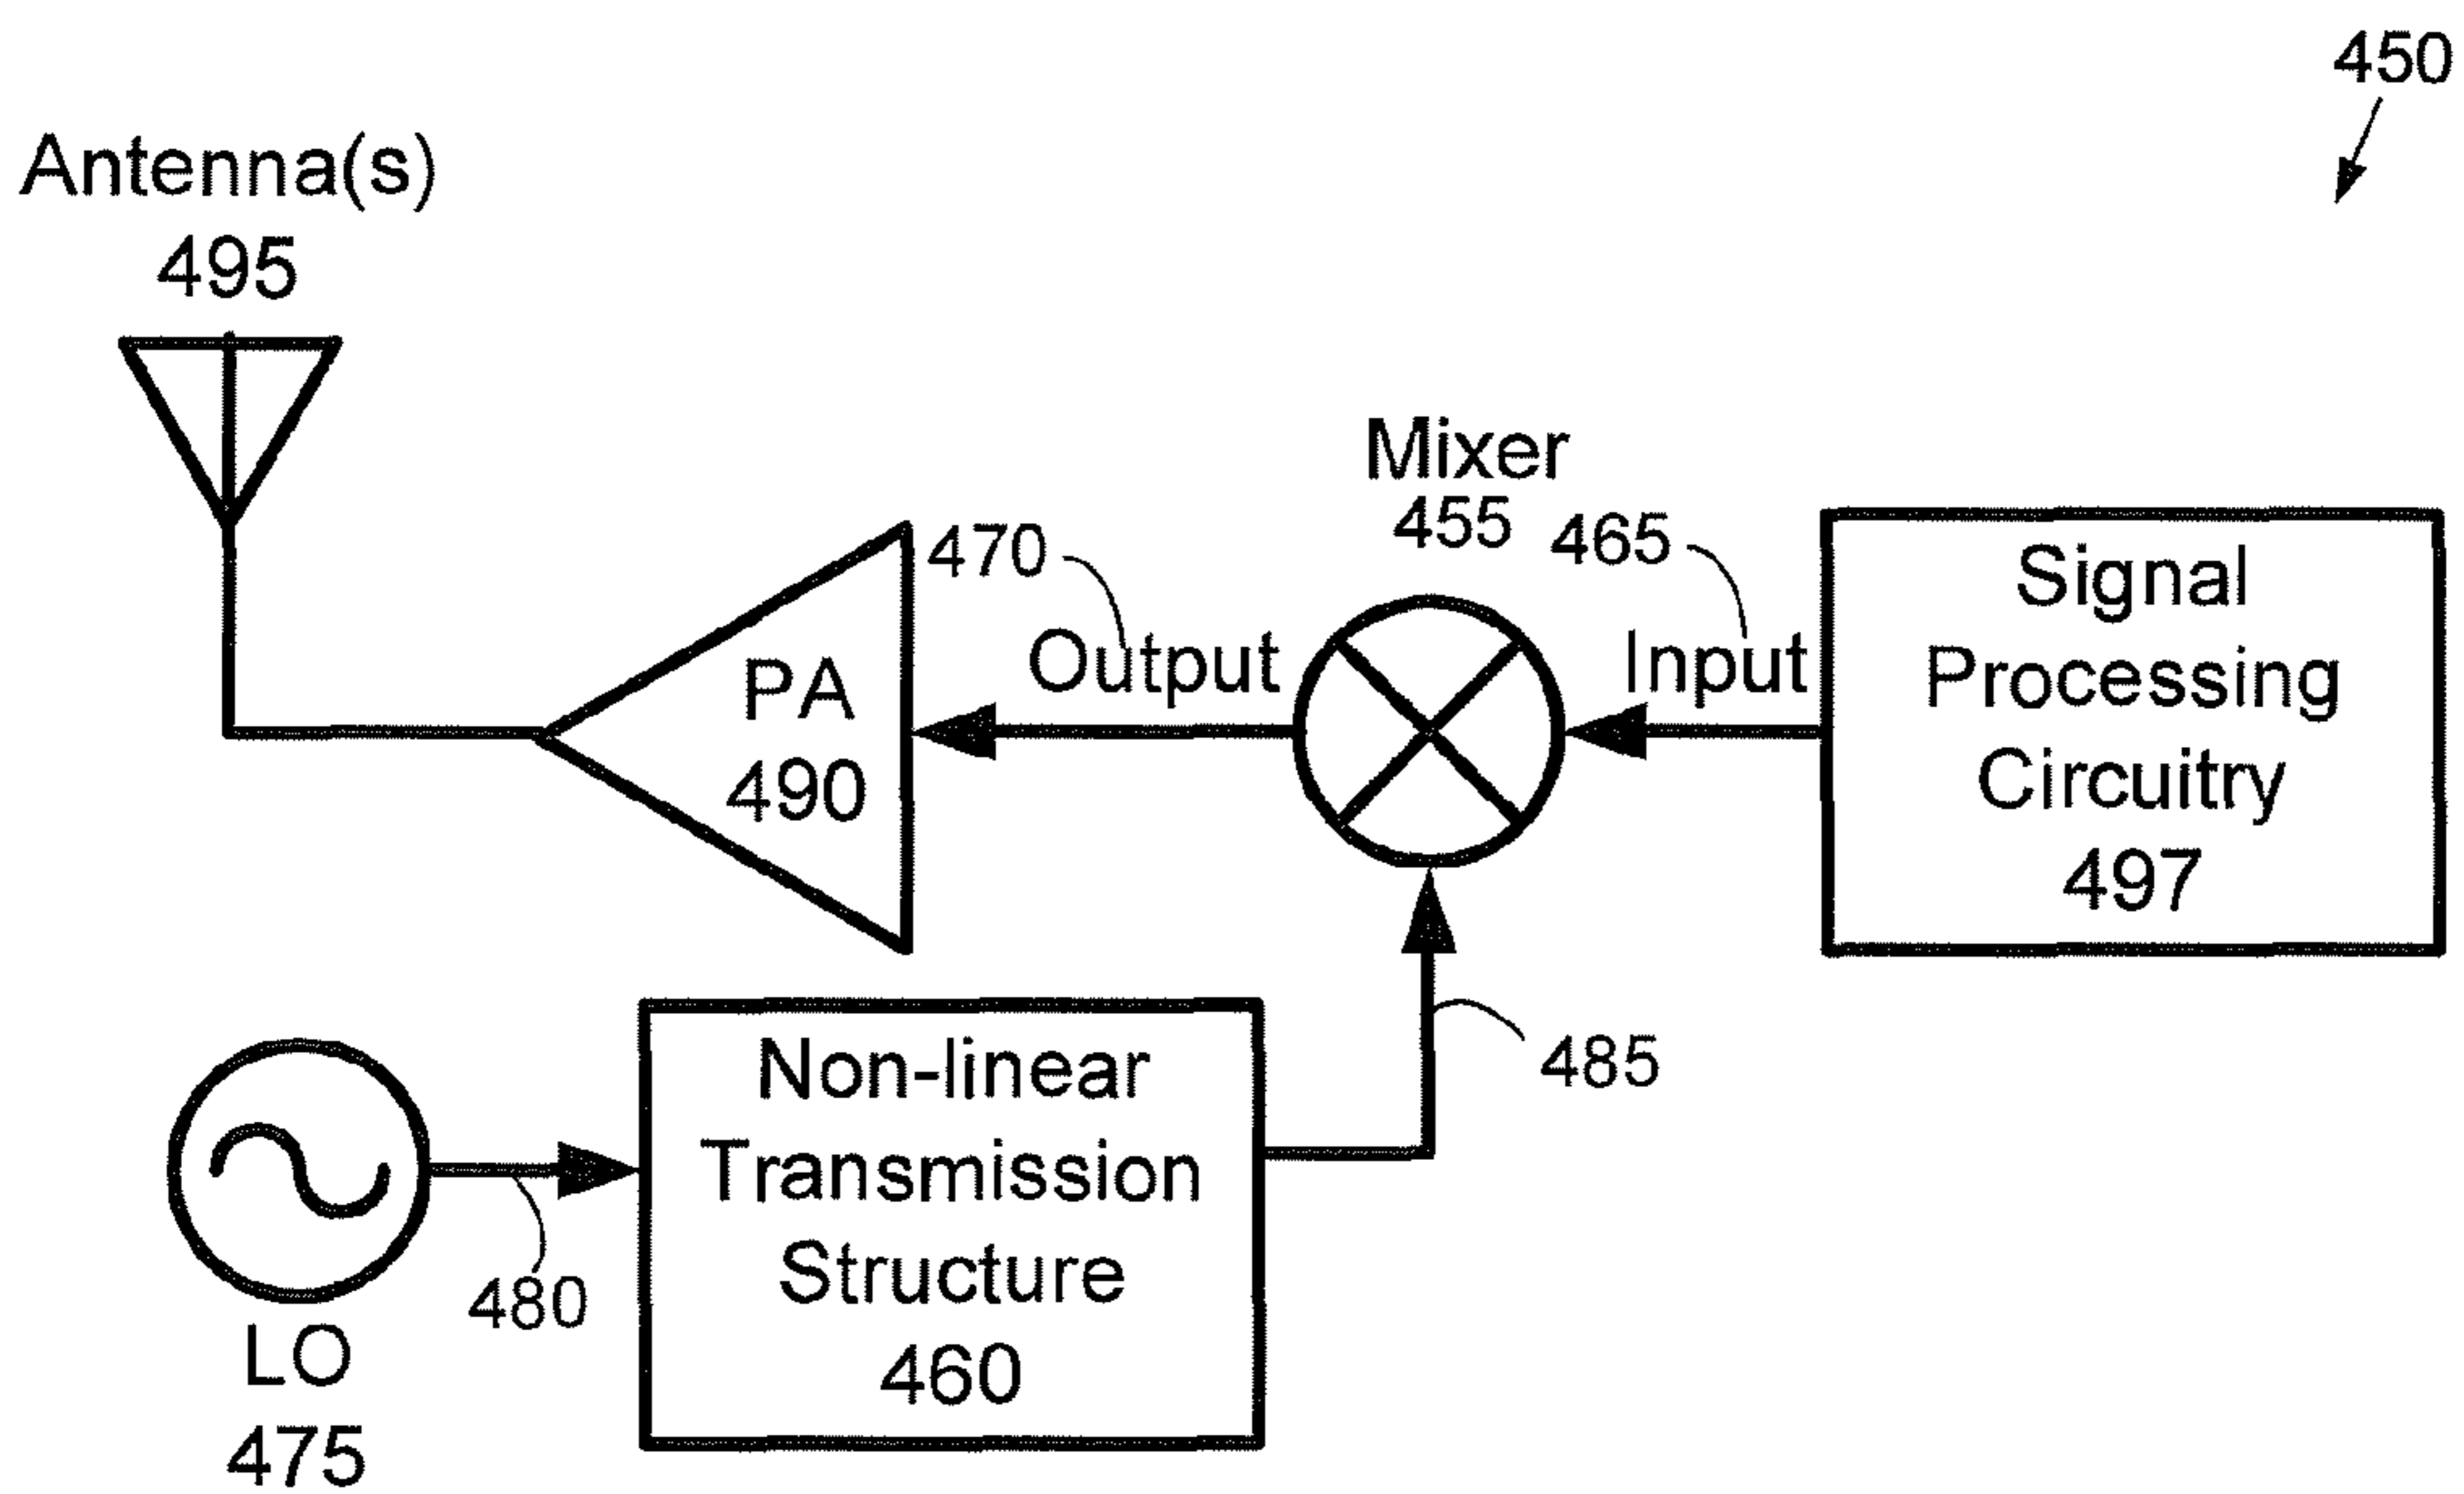 450
Antenna(s)
495
Mixer
455
470
465
Output
Input
PA
490
Signal
Processing
Circuitry
497
Non-linear
Transmission
Structure
460
485
480
LO
475